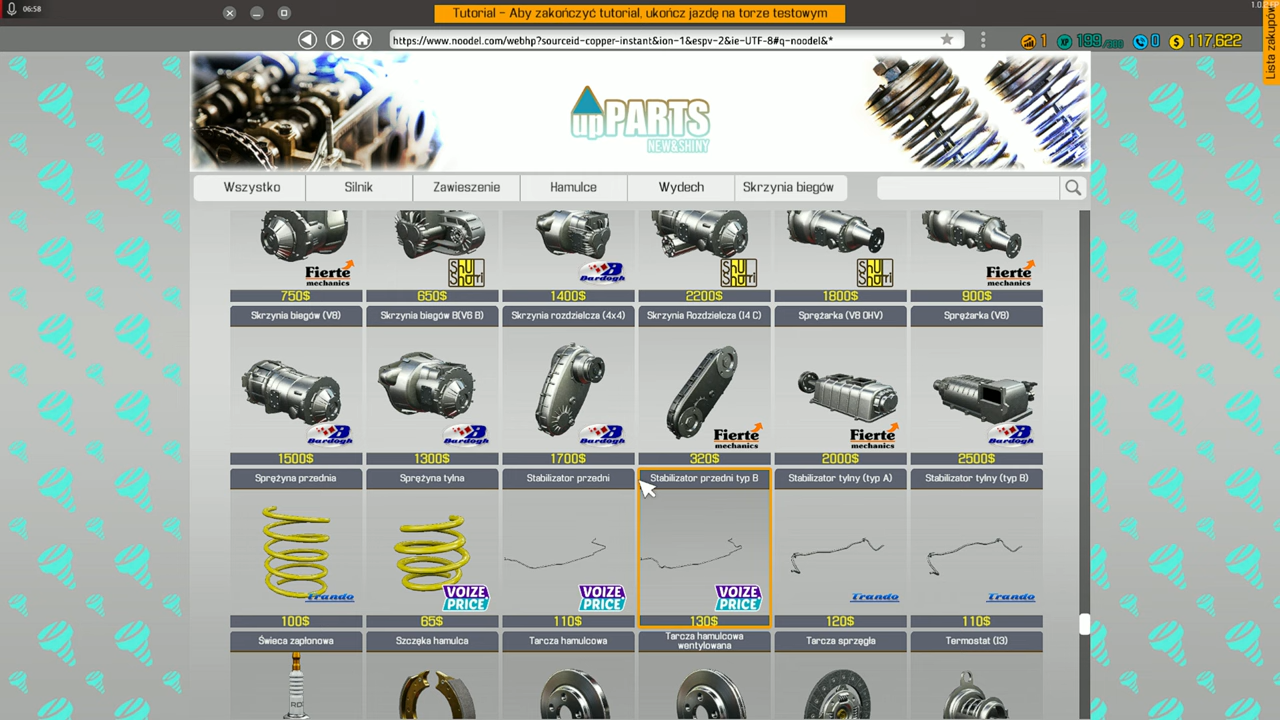 06:58
Tutorial - Aby zakończyć tutorial, ukończ jazdę na torze testowym
https://www.noodel.com/webhp?sourceid-copper-instant&ion-1&espv-2&ie-UTF-8#q-noodel&*
1 199 0 $ 117,622
Lista zakupów
upPARTS
NEW&SHINY
Wszystko Silnik Zawieszenie Hamulce Wydech Skrzynia biegów
Fierte mechanics Bardogh Fierte mechanics
750$ 650$ 1400$ 2200$ 1800$ 900$
Skrzynia biegów (V8) Skrzynia biegów B(V6 B) Skrzynia rozdzielcza (4x4) Skrzynia Rozdzielcza (I4 C) Sprężarka (V8 OHV) Sprężarka (V8)
Bardogh Bardogh Bardogh Fierte mechanics Fierte mechanics Bardogh
1500$ 1300$ 1700$ 320$ 2000$ 2500$
Sprężyna przednia Sprężyna tylna Stabilizator przedni Stabilizator przedni typ B Stabilizator tylny (typ A) Stabilizator tylny (typ B)
Trando VOIZE PRICE VOIZE PRICE VOIZE PRICE Trando Trando
100$ 65$ 110$ 130$ 120$ 110$
Świeca zapłonowa Szczęka hamulca Tarcza hamulcowa Tarcza hamulcowa wentylowana Tarcza sprzęgła Termostat (I3)